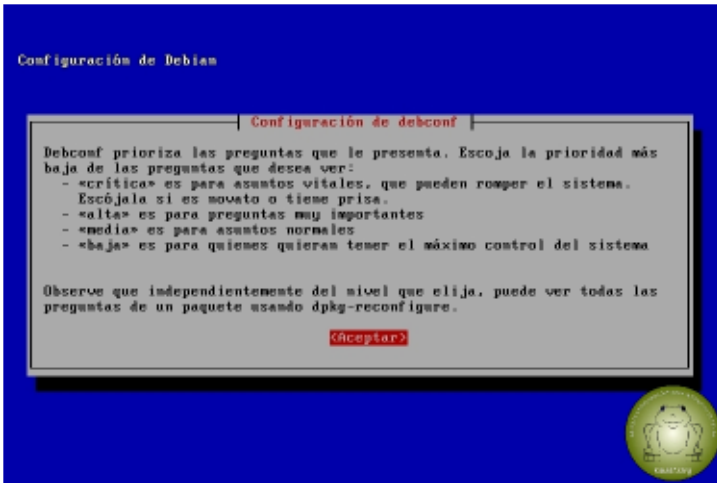 Configuración de Debian
Configuración de debconf
Debconf prioriza las preguntas que le presenta. Escoja la prioridad más
baja de las preguntas que desea ver:
- «crítica» es para asuntos vitales, que pueden romper el sistema.
Escójala si es novato o tiene prisa.
- «alta» es para preguntas muy importantes
- «media» es para asuntos normales
- «baja» es para quienes quieran tener el máximo control del sistema
Observe que independientemente del nivel que elija, puede ver todas las
preguntas de un paquete usando dpkg-reconfigure.
<Aceptar>